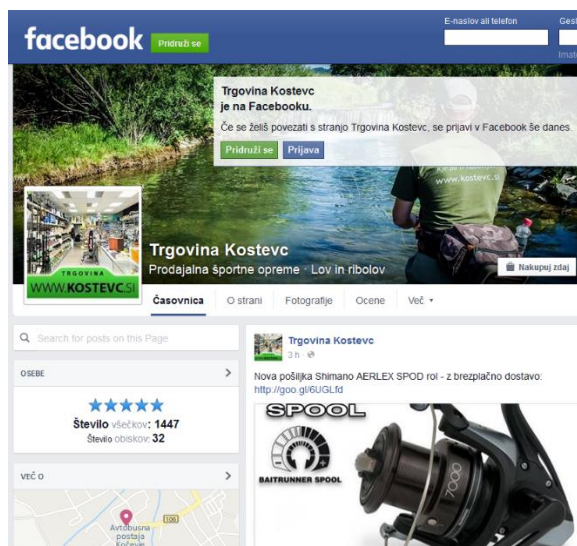 facebook
Pridruži se
E-naslov ali telefon
Gesl
Imate
Trgovina Kostevc
je na Facebooku.
Če se želiš povezati s stranjo Trgovina Kostevc, se prijavi v Facebook še danes.
Pridruži se
Prijava
www.kostevc.si
TRGOVINA
WWW.KOSTEVC.SI
Trgovina Kostevc
Prodajalna športne opreme · Lov in ribolov
Nakupuj zdaj
Časovnica
O strani
Fotografije
Ocene
Več
Search for posts on this Page
OSEBE
Število všečkov: 1447
Število obiskov: 32
VEČ O
106
Avtobusna
postaja
Kočevje
Trgovina Kostevc
3 h ·
Nova pošiljka Shimano AERLEX SPOD rol - z brezplačno dostavo:
http://goo.gl/6UGLfd
SPOOL
BAITRUNNER SPOOL
7000